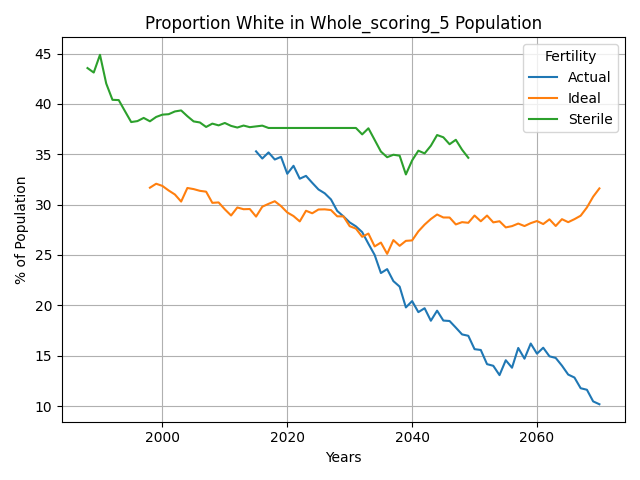 Proportion White in Whole_scoring_5 Population
Fertility
Actual
Ideal
Sterile
% of Population
45
40
35
30
25
20
15
10
2000
2020
2040
2060
Years